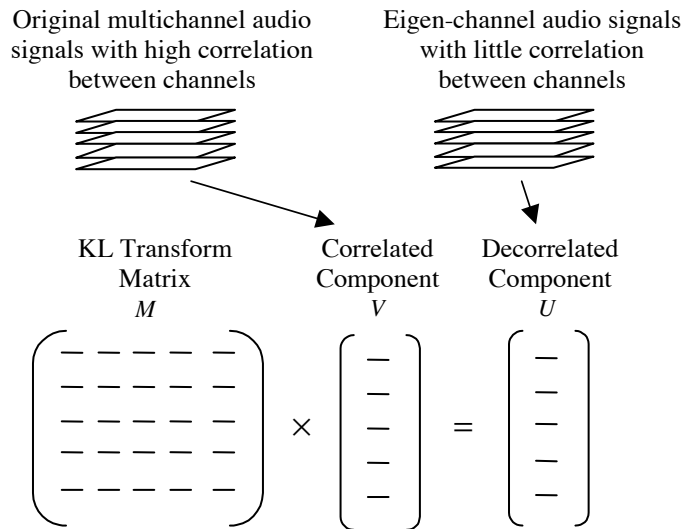 Original multichannel audio
signals with high correlation
between channels
Eigen-channel audio signals
with little correlation
between channels
KL Transform
Matrix
M
Correlated
Component
V
Decorrelated
Component
U
×
=